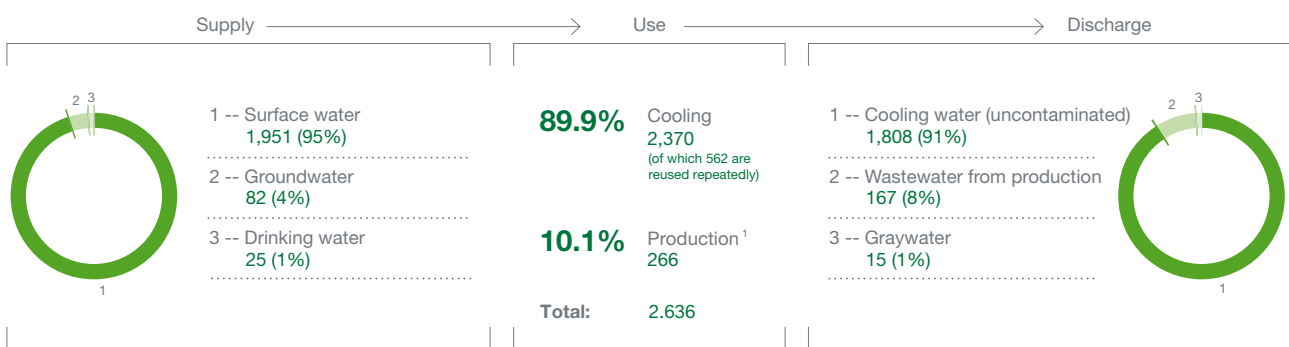 Supply
Use
Discharge
2 3
1
1 -- Surface water
1,951 (95%)
2 -- Groundwater
82 (4%)
3 -- Drinking water
25 (1%)
89.9%
Cooling
2,370
(of which 562 are
reused repeatedly)
10.1%
Production 1
266
Total:
2.636
1 -- Cooling water (uncontaminated)
1,808 (91%)
2 -- Wastewater from production
167 (8%)
3 -- Graywater
15 (1%)
2 3
1